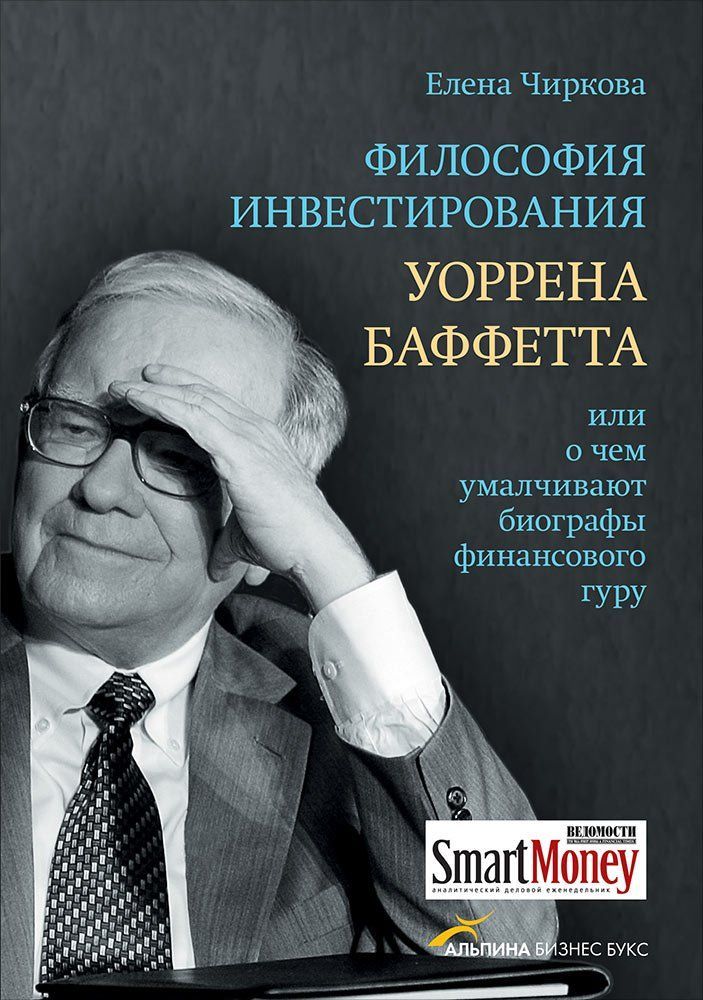 Елена Чиркова
ФИЛОСОФИЯ
ИНВЕСТИРОВАНИЯ
УОРРЕНА
БАФФЕТТА
или
о чем
умалчивают
биографы
финансового
гуру
ВЕДОМОСТИ
SmartMoney
аналитический деловой еженедельник
АЛЬПИНА БИЗНЕС БУКС